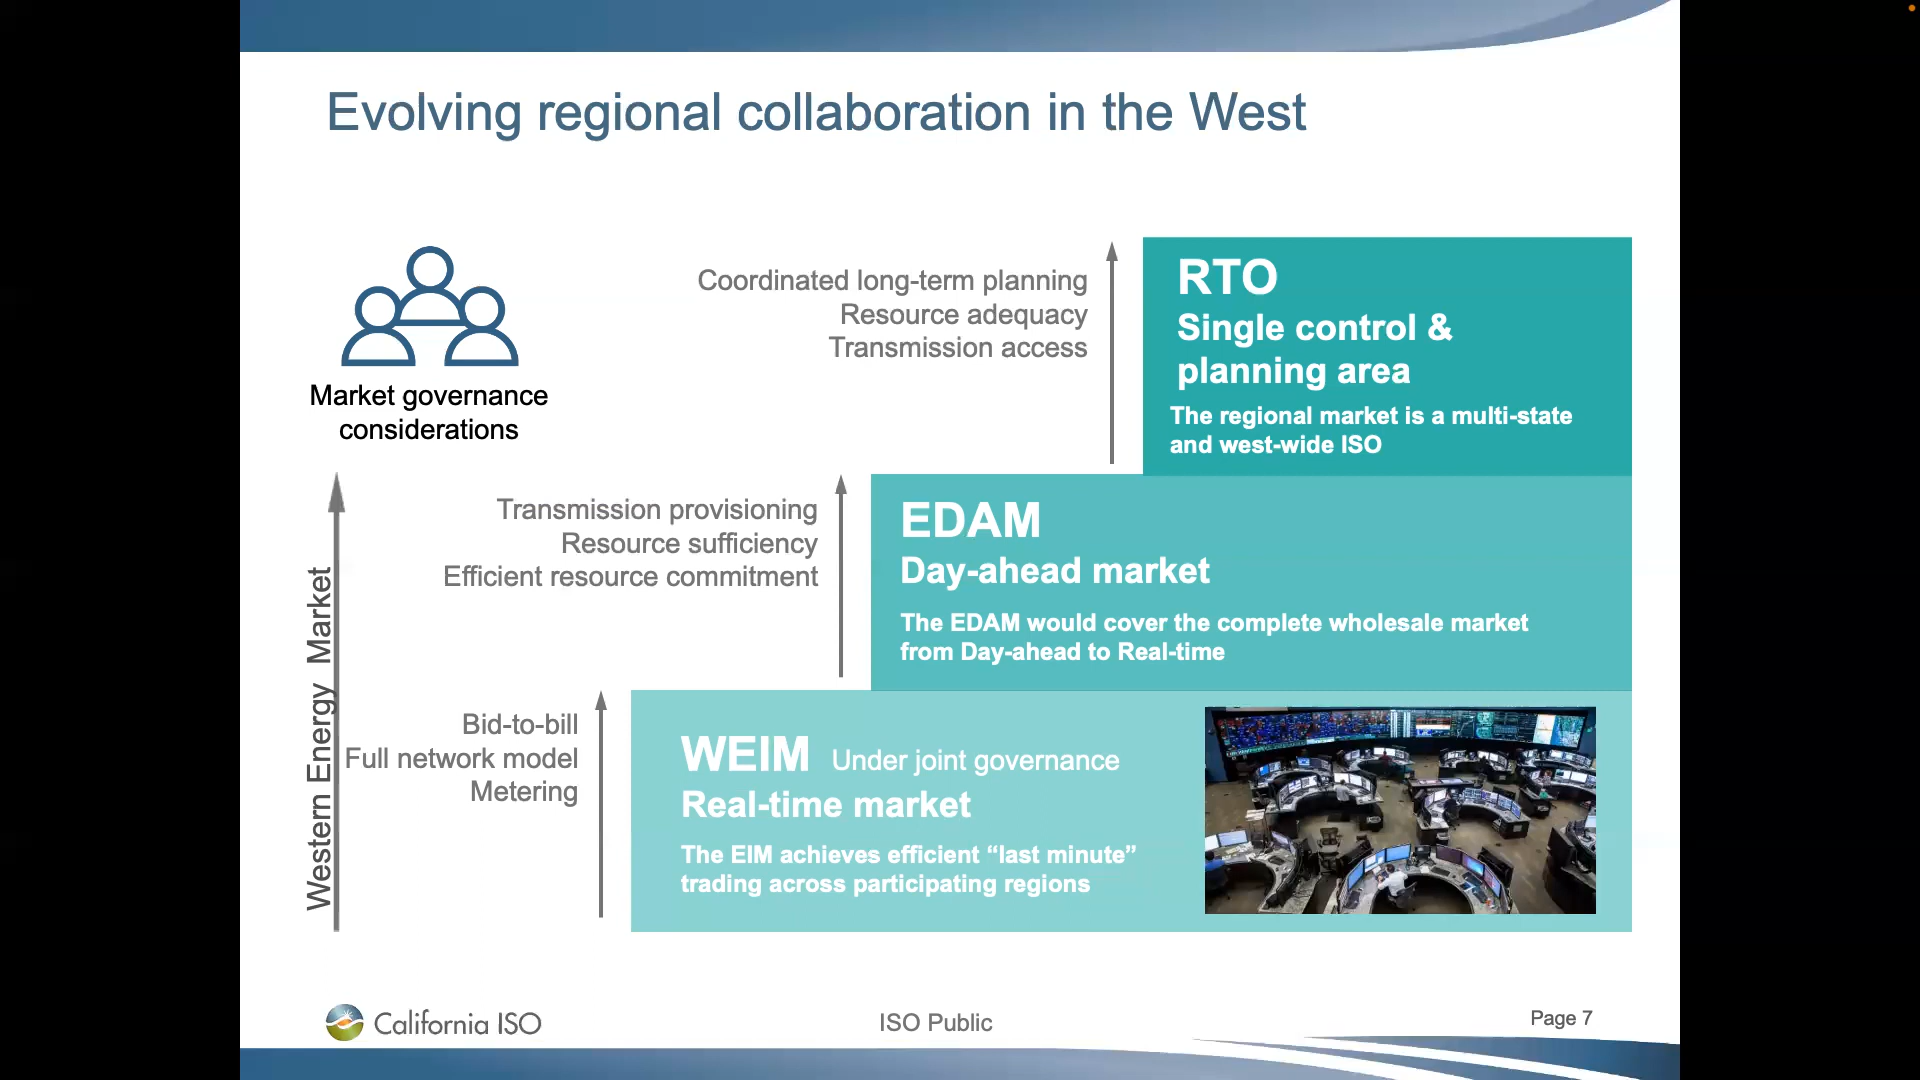 Evolving regional collaboration in the West
Market governance
considerations
Coordinated long-term planning
Resource adequacy
Transmission access
RTO
Single control &
planning area
The regional market is a multi-state
and west-wide ISO
Transmission provisioning
Resource sufficiency
Efficient resource commitment
EDAM
Day-ahead market
The EDAM would cover the complete wholesale market
from Day-ahead to Real-time
Western Energy Market
Bid-to-bill
Full network model
Metering
WEIM Under joint governance
Real-time market
The EIM achieves efficient “last minute”
trading across participating regions
California ISO
ISO Public
Page 7